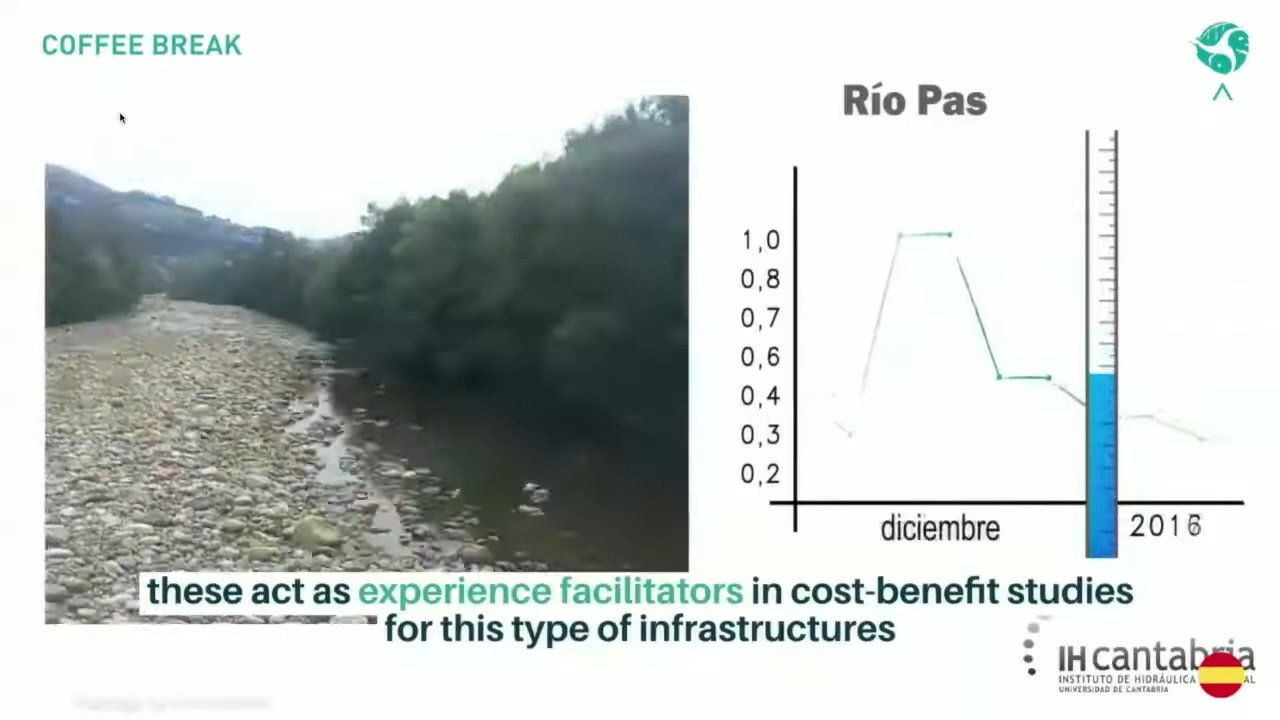 COFFEE BREAK
Río Pas
1,0
0,8
0,7
0,6
0,4
0,3
0,2
diciembre
2016
these act as experience facilitators in cost-benefit studies
for this type of infrastructures
IHcantabria
INSTITUTO DE HIDRÁULICA
AL
UNIVERSIDAD DE CANTABRIA